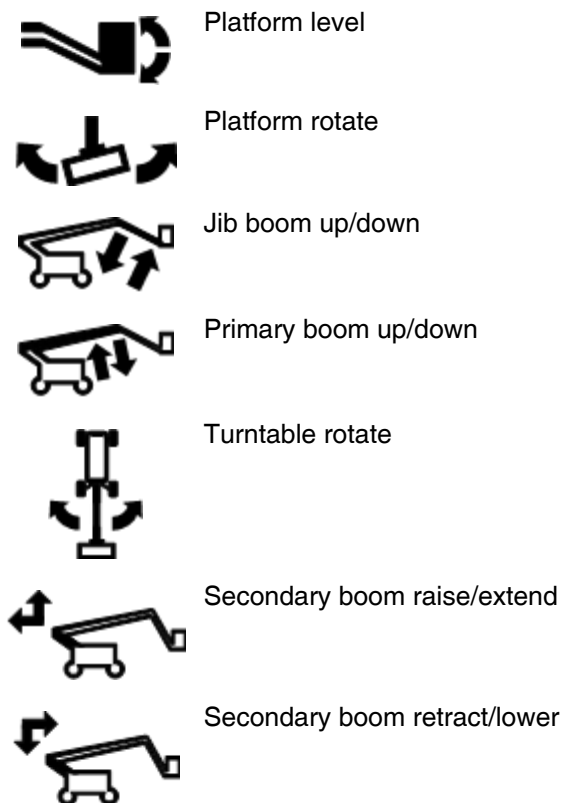 Platform level
Platform rotate
Jib boom up/down
Primary boom up/down
Turntable rotate
Secondary boom raise/extend
Secondary boom retract/lower